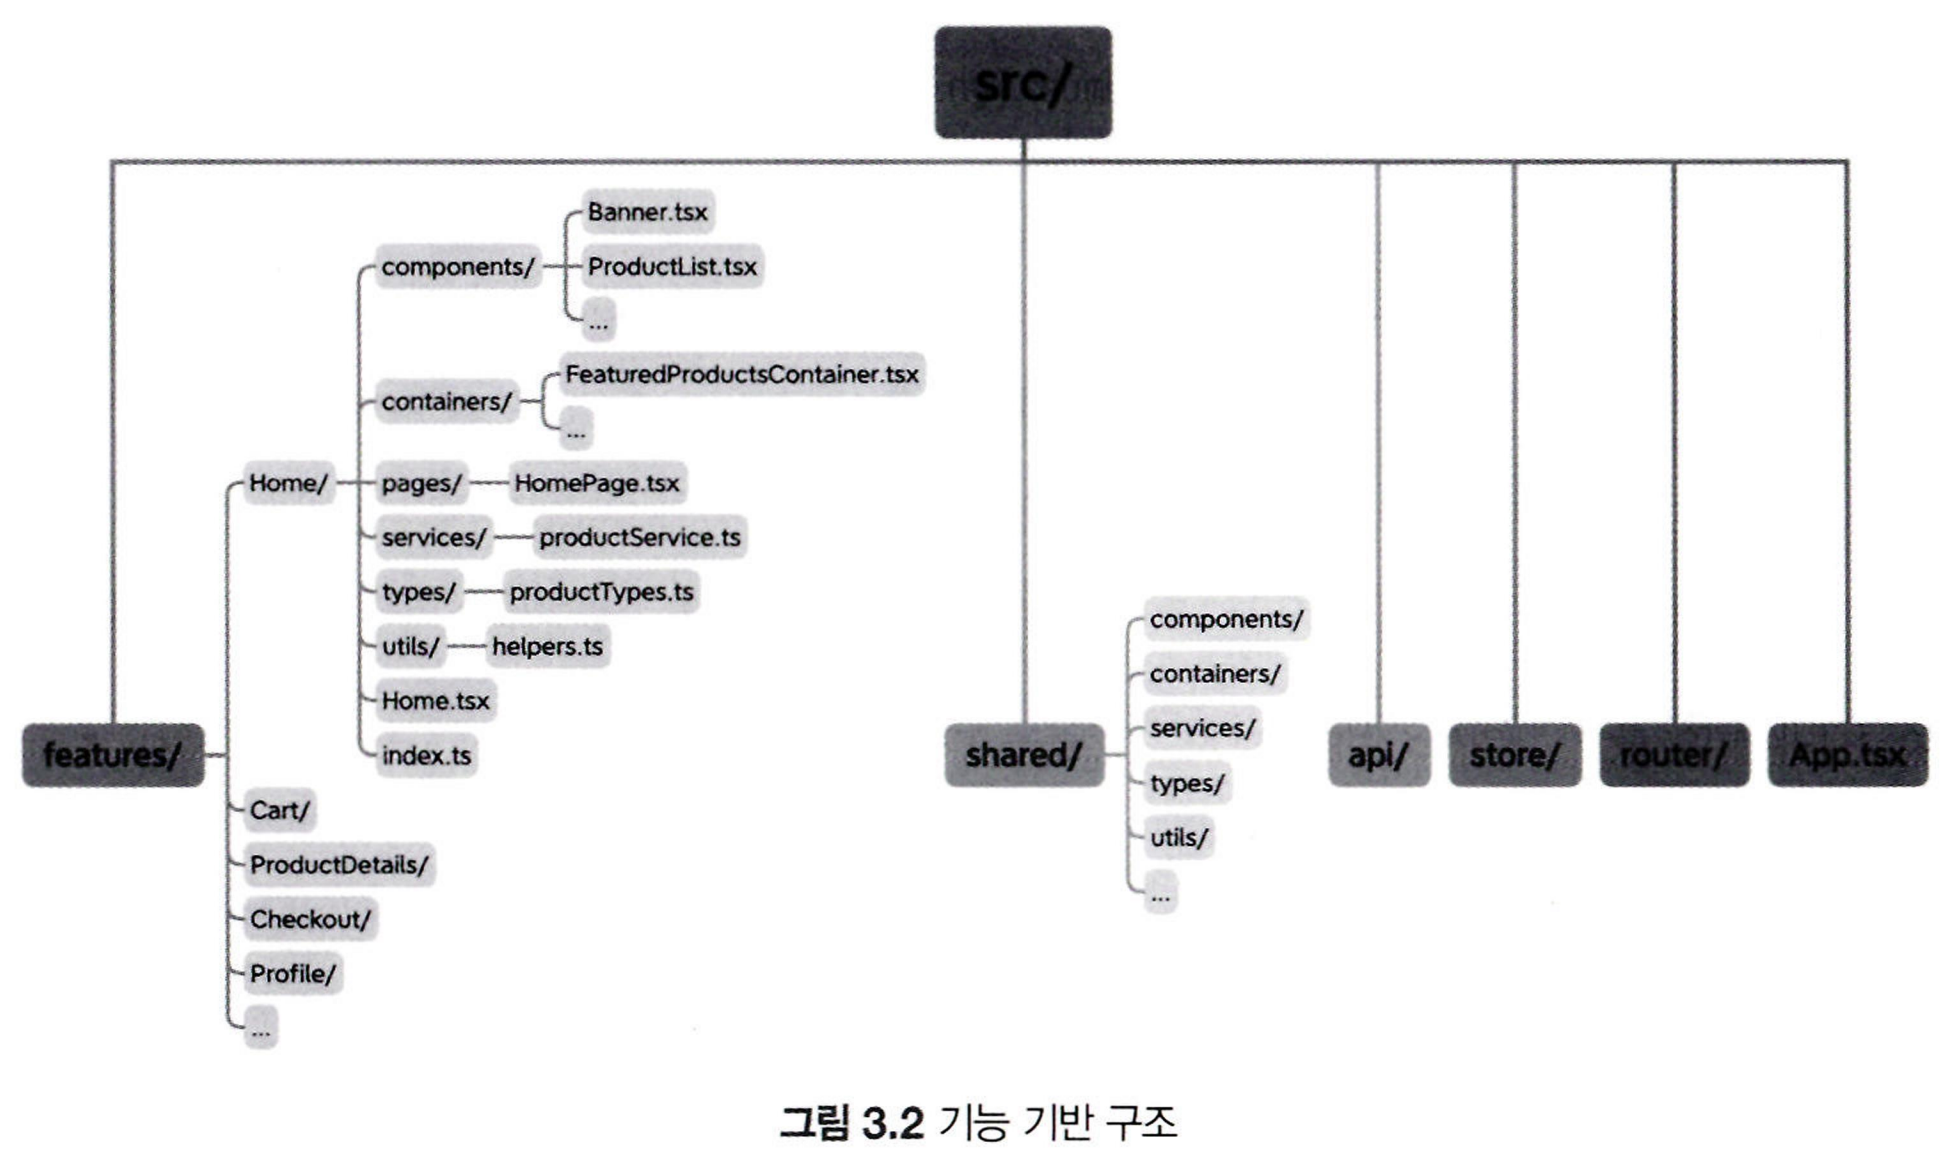 src/
Banner.tsx
components/
ProductList.tsx
...
FeaturedProductsContainer.tsx
containers/
...
Home/
pages/
HomePage.tsx
services/
productService.ts
types/
productTypes.ts
utils/
helpers.ts
Home.tsx
index.ts
features/
Cart/
ProductDetails/
Checkout/
Profile/
...
components/
containers/
services/
shared/
types/
utils/
...
api/
store/
router/
App.tsx
그림 3.2 기능 기반 구조